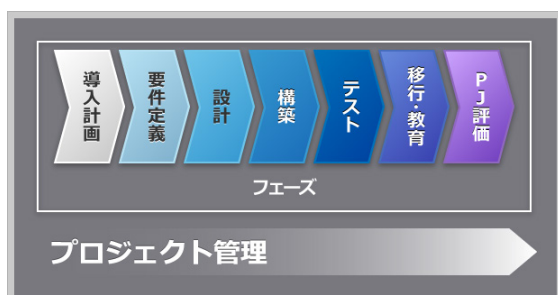 導入計画
要件定義
設計
構築
テスト
移行・教育
PJ評価
フェーズ
プロジェクト管理